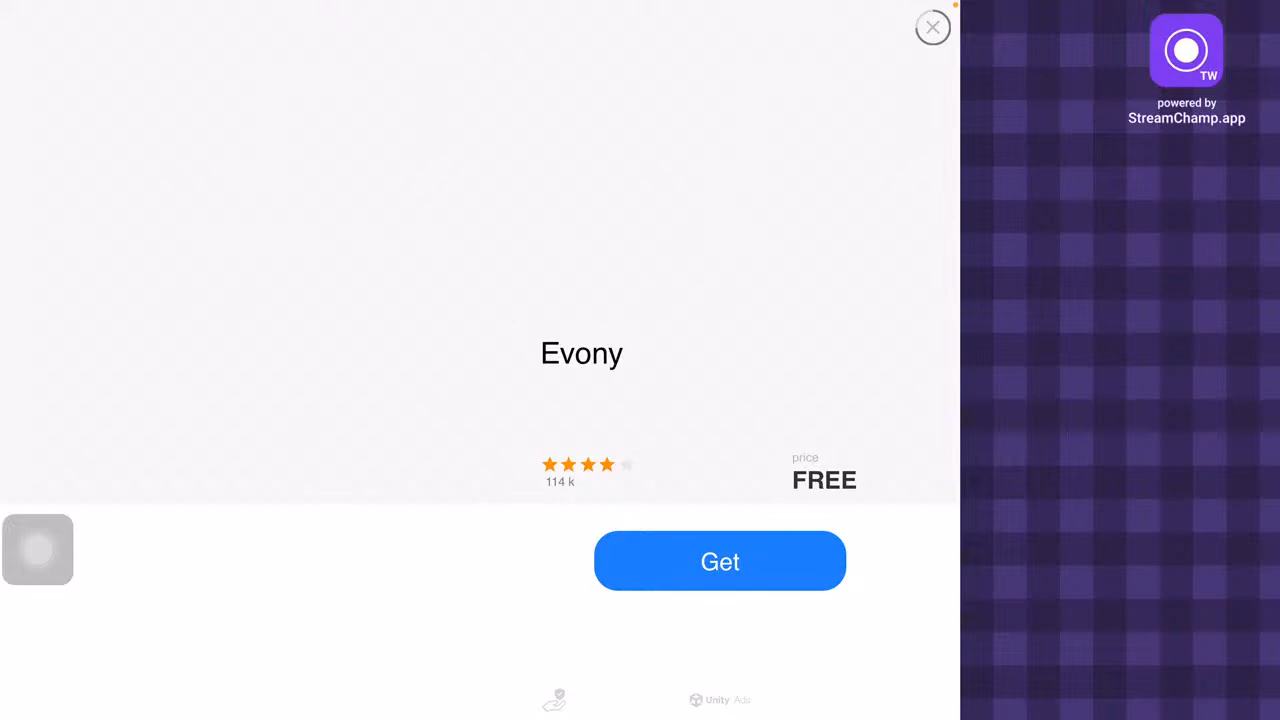 TW
powered by
StreamChamp.app
Evony
114 k
price
FREE
Get
Unity Ads